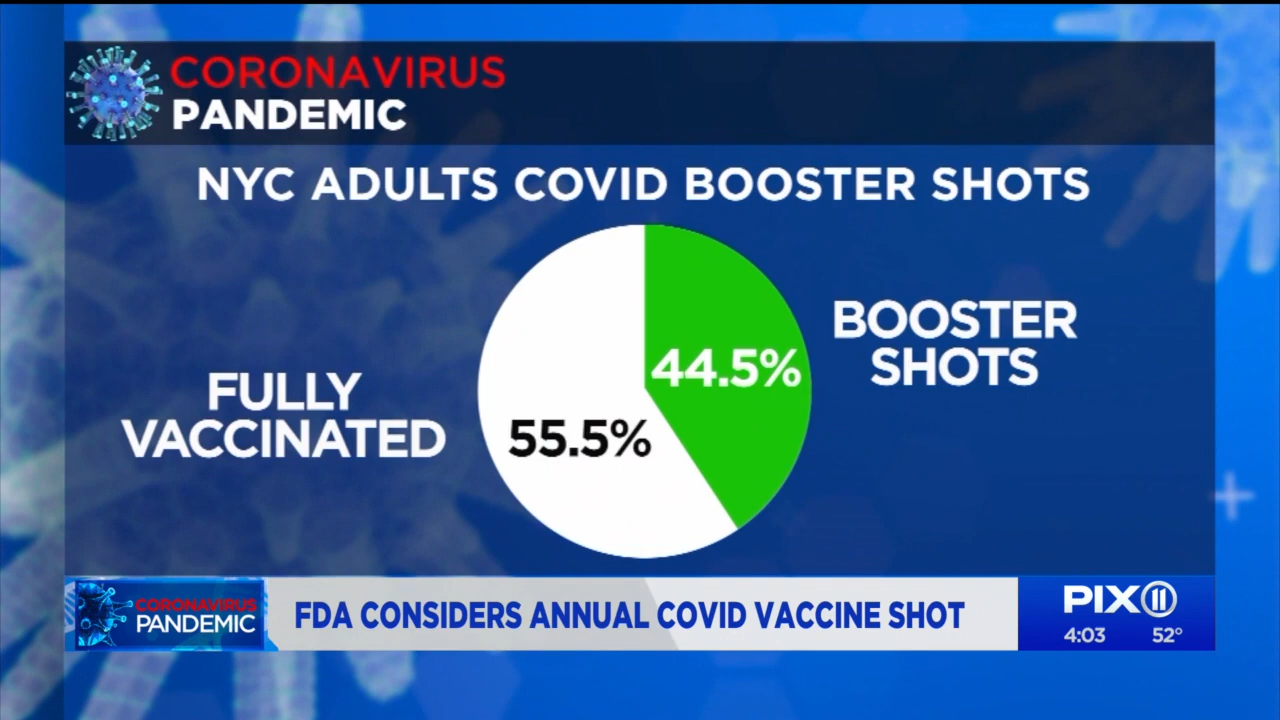 CORONAVIRUS
PANDEMIC
NYC ADULTS COVID BOOSTER SHOTS
BOOSTER
SHOTS
44.5%
FULLY
VACCINATED
55.5%
CORONAVIRUS
PANDEMIC
FDA CONSIDERS ANNUAL COVID VACCINE SHOT
PIX11
4:03 52°